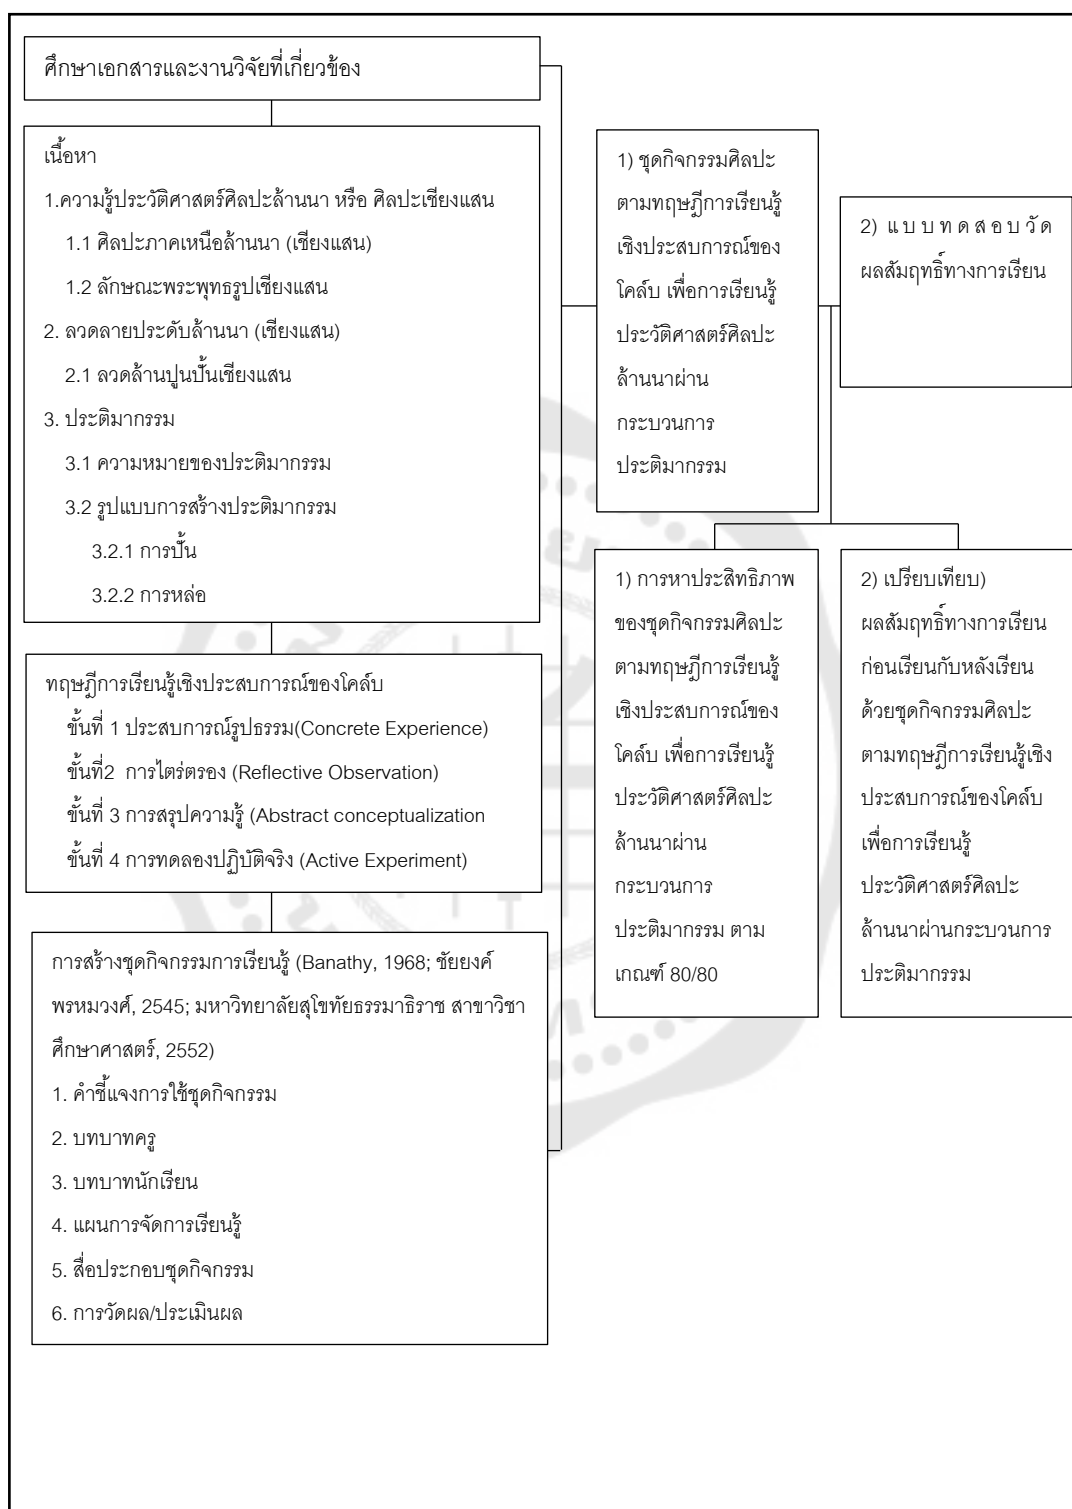 ศึกษาเอกสารและงานวิจัยที่เกี่ยวข้อง
เนื้อหา
1.ความรู้ประวัติศาสตร์ศิลปะล้านนา หรือ ศิลปะเชียงแสน
1.1 ศิลปะภาคเหนือล้านนา (เชียงแสน)
1.2 ลักษณะพระพุทธรูปเชียงแสน
2. ลวดลายประดับล้านนา (เชียงแสน)
2.1 ลวดล้านปูนปั้นเชียงแสน
3. ประติมากรรม
3.1 ความหมายของประติมากรรม
3.2 รูปแบบการสร้างประติมากรรม
3.2.1 การปั้น
3.2.2 การหล่อ
ทฤษฎีการเรียนรู้เชิงประสบการณ์ของโคล์บ
ขั้นที่ 1 ประสบการณ์รูปธรรม(Concrete Experience)
ขั้นที่2 การไตร่ตรอง (Reflective Observation)
ขั้นที่ 3 การสรุปความรู้ (Abstract conceptualization
ขั้นที่ 4 การทดลองปฏิบัติจริง (Active Experiment)
การสร้างชุดกิจกรรมการเรียนรู้ (Banathy, 1968; ชัยยงค์
พรหมวงศ์, 2545; มหาวิทยาลัยสุโขทัยธรรมาธิราช สาขาวิชา
ศึกษาศาสตร์, 2552)
1. คำชี้แจงการใช้ชุดกิจกรรม
2. บทบาทครู
3. บทบาทนักเรียน
4. แผนการจัดการเรียนรู้
5. สื่อประกอบชุดกิจกรรม
6. การวัดผล/ประเมินผล
1) ชุดกิจกรรมศิลปะ
ตามทฤษฎีการเรียนรู้
เชิงประสบการณ์ของ
โคล์บ เพื่อการเรียนรู้
ประวัติศาสตร์ศิลปะ
ล้านนาผ่าน
กระบวนการ
ประติมากรรม
2) แบบทดสอบวัด
ผลสัมฤทธิ์ทางการเรียน
1) การหาประสิทธิภาพ
ของชุดกิจกรรมศิลปะ
ตามทฤษฎีการเรียนรู้
เชิงประสบการณ์ของ
โคล์บ เพื่อการเรียนรู้
ประวัติศาสตร์ศิลปะ
ล้านนาผ่าน
กระบวนการ
ประติมากรรม ตาม
เกณฑ์ 80/80
2) เปรียบเทียบ)
ผลสัมฤทธิ์ทางการเรียน
ก่อนเรียนกับหลังเรียน
ด้วยชุดกิจกรรมศิลปะ
ตามทฤษฎีการเรียนรู้เชิง
ประสบการณ์ของโคล์บ
เพื่อการเรียนรู้
ประวัติศาสตร์ศิลปะ
ล้านนาผ่านกระบวนการ
ประติมากรรม